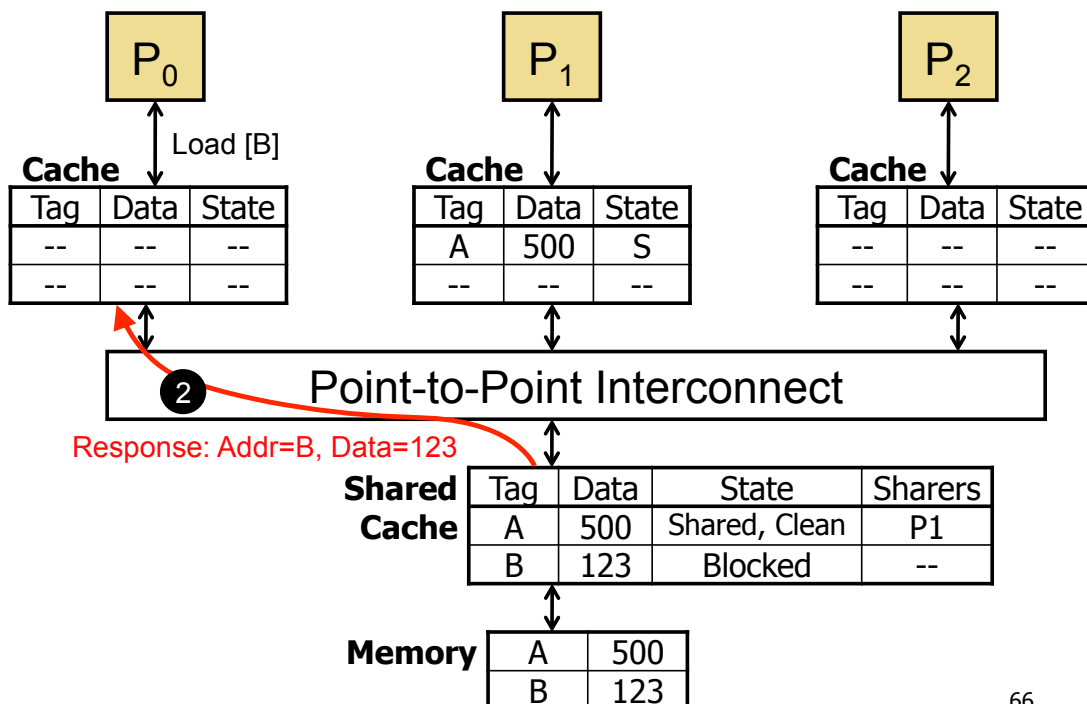 P0 P1 P2
Load [B]
Cache Cache Cache
Tag Data State Tag Data State Tag Data State
-- -- -- A 500 S -- -- --
-- -- -- -- -- -- -- -- --
2 Point-to-Point Interconnect
Response: Addr=B, Data=123
Shared Tag Data State Sharers
Cache A 500 Shared, Clean P1
B 123 Blocked --
Memory A 500
B 123
66